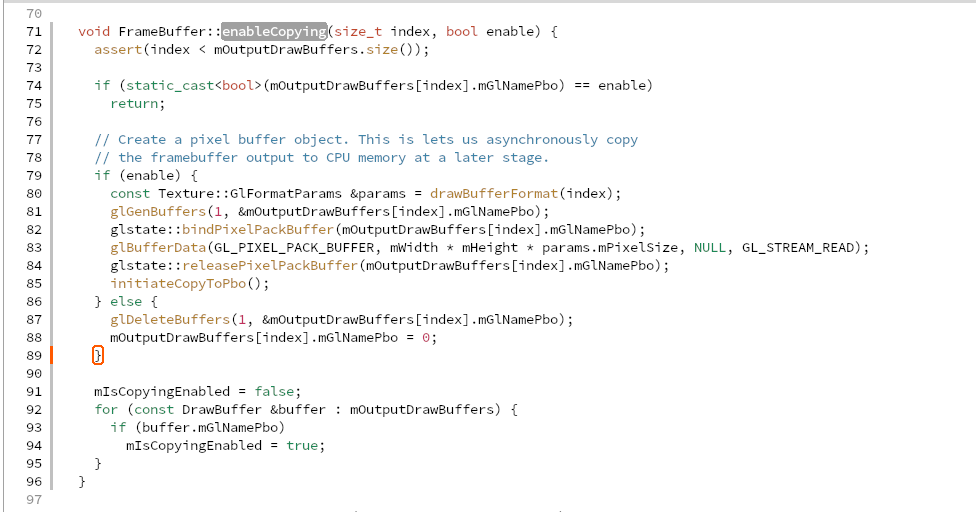 70
71 void FrameBuffer::enableCopying(size_t index, bool enable) {
72   assert(index < mOutputDrawBuffers.size());
73
74   if (static_cast<bool>(mOutputDrawBuffers[index].mGlNamePbo) == enable)
75     return;
76
77   // Create a pixel buffer object. This is lets us asynchronously copy
78   // the framebuffer output to CPU memory at a later stage.
79   if (enable) {
80     const Texture::GlFormatParams &params = drawBufferFormat(index);
81     glGenBuffers(1, &mOutputDrawBuffers[index].mGlNamePbo);
82     glstate::bindPixelPackBuffer(mOutputDrawBuffers[index].mGlNamePbo);
83     glBufferData(GL_PIXEL_PACK_BUFFER, mWidth * mHeight * params.mPixelSize, NULL, GL_STREAM_READ);
84     glstate::releasePixelPackBuffer(mOutputDrawBuffers[index].mGlNamePbo);
85     initiateCopyToPbo();
86   } else {
87     glDeleteBuffers(1, &mOutputDrawBuffers[index].mGlNamePbo);
88     mOutputDrawBuffers[index].mGlNamePbo = 0;
89   }
90
91   mIsCopyingEnabled = false;
92   for (const DrawBuffer &buffer : mOutputDrawBuffers) {
93     if (buffer.mGlNamePbo)
94       mIsCopyingEnabled = true;
95   }
96 }
97